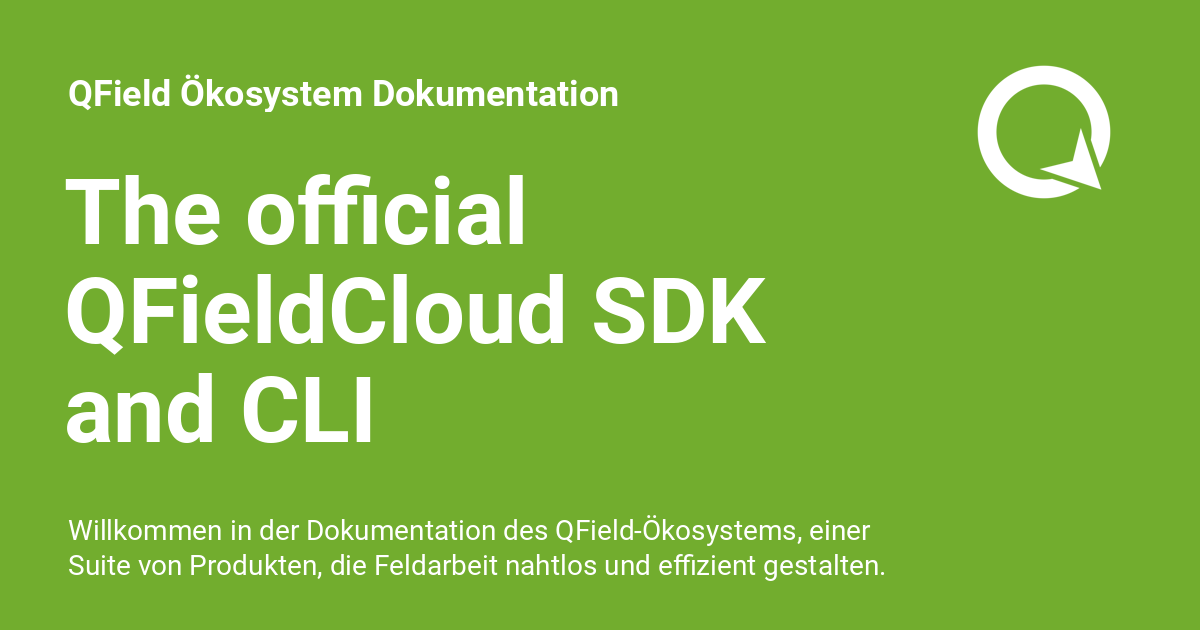 QField Ökosystem Dokumentation
The official
QFieldCloud SDK
and CLI
Willkommen in der Dokumentation des QField-Ökosystems, einer
Suite von Produkten, die Feldarbeit nahtlos und effizient gestalten.